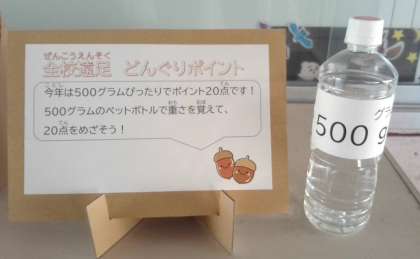 ぜんこうえんそく
全校遠足 どんぐりポイント
今年は500グラムぴったりでポイント20点です！
500グラムのペットボトルで重さを覚えて、
20点をめざそう！
グラ
500 g